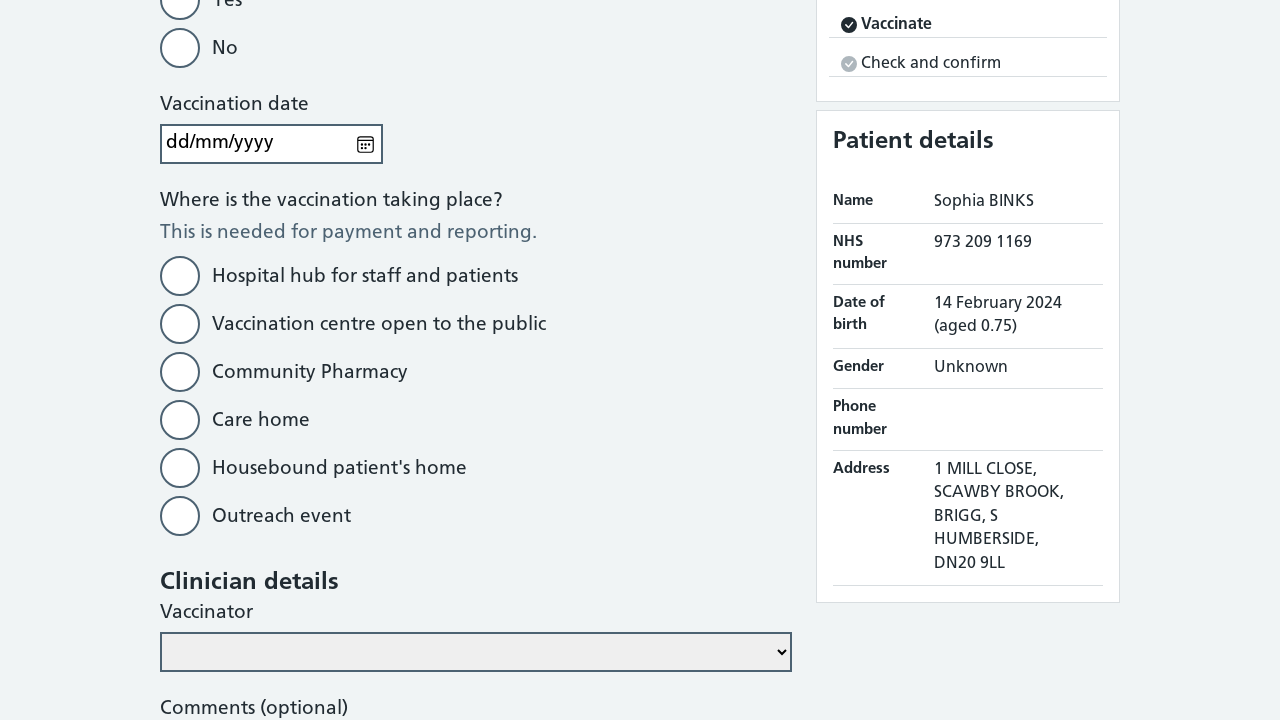 Yes
No
Vaccination date
dd/mm/yyyy
Where is the vaccination taking place?
This is needed for payment and reporting.
Hospital hub for staff and patients
Vaccination centre open to the public
Community Pharmacy
Care home
Housebound patient's home
Outreach event
Clinician details
Vaccinator
Comments (optional)
Vaccinate
Check and confirm
Patient details
Name Sophia BINKS
NHS number 973 209 1169
Date of birth 14 February 2024 (aged 0.75)
Gender Unknown
Phone number
Address 1 MILL CLOSE,
SCAWBY BROOK,
BRIGG, S
HUMBERSIDE,
DN20 9LL